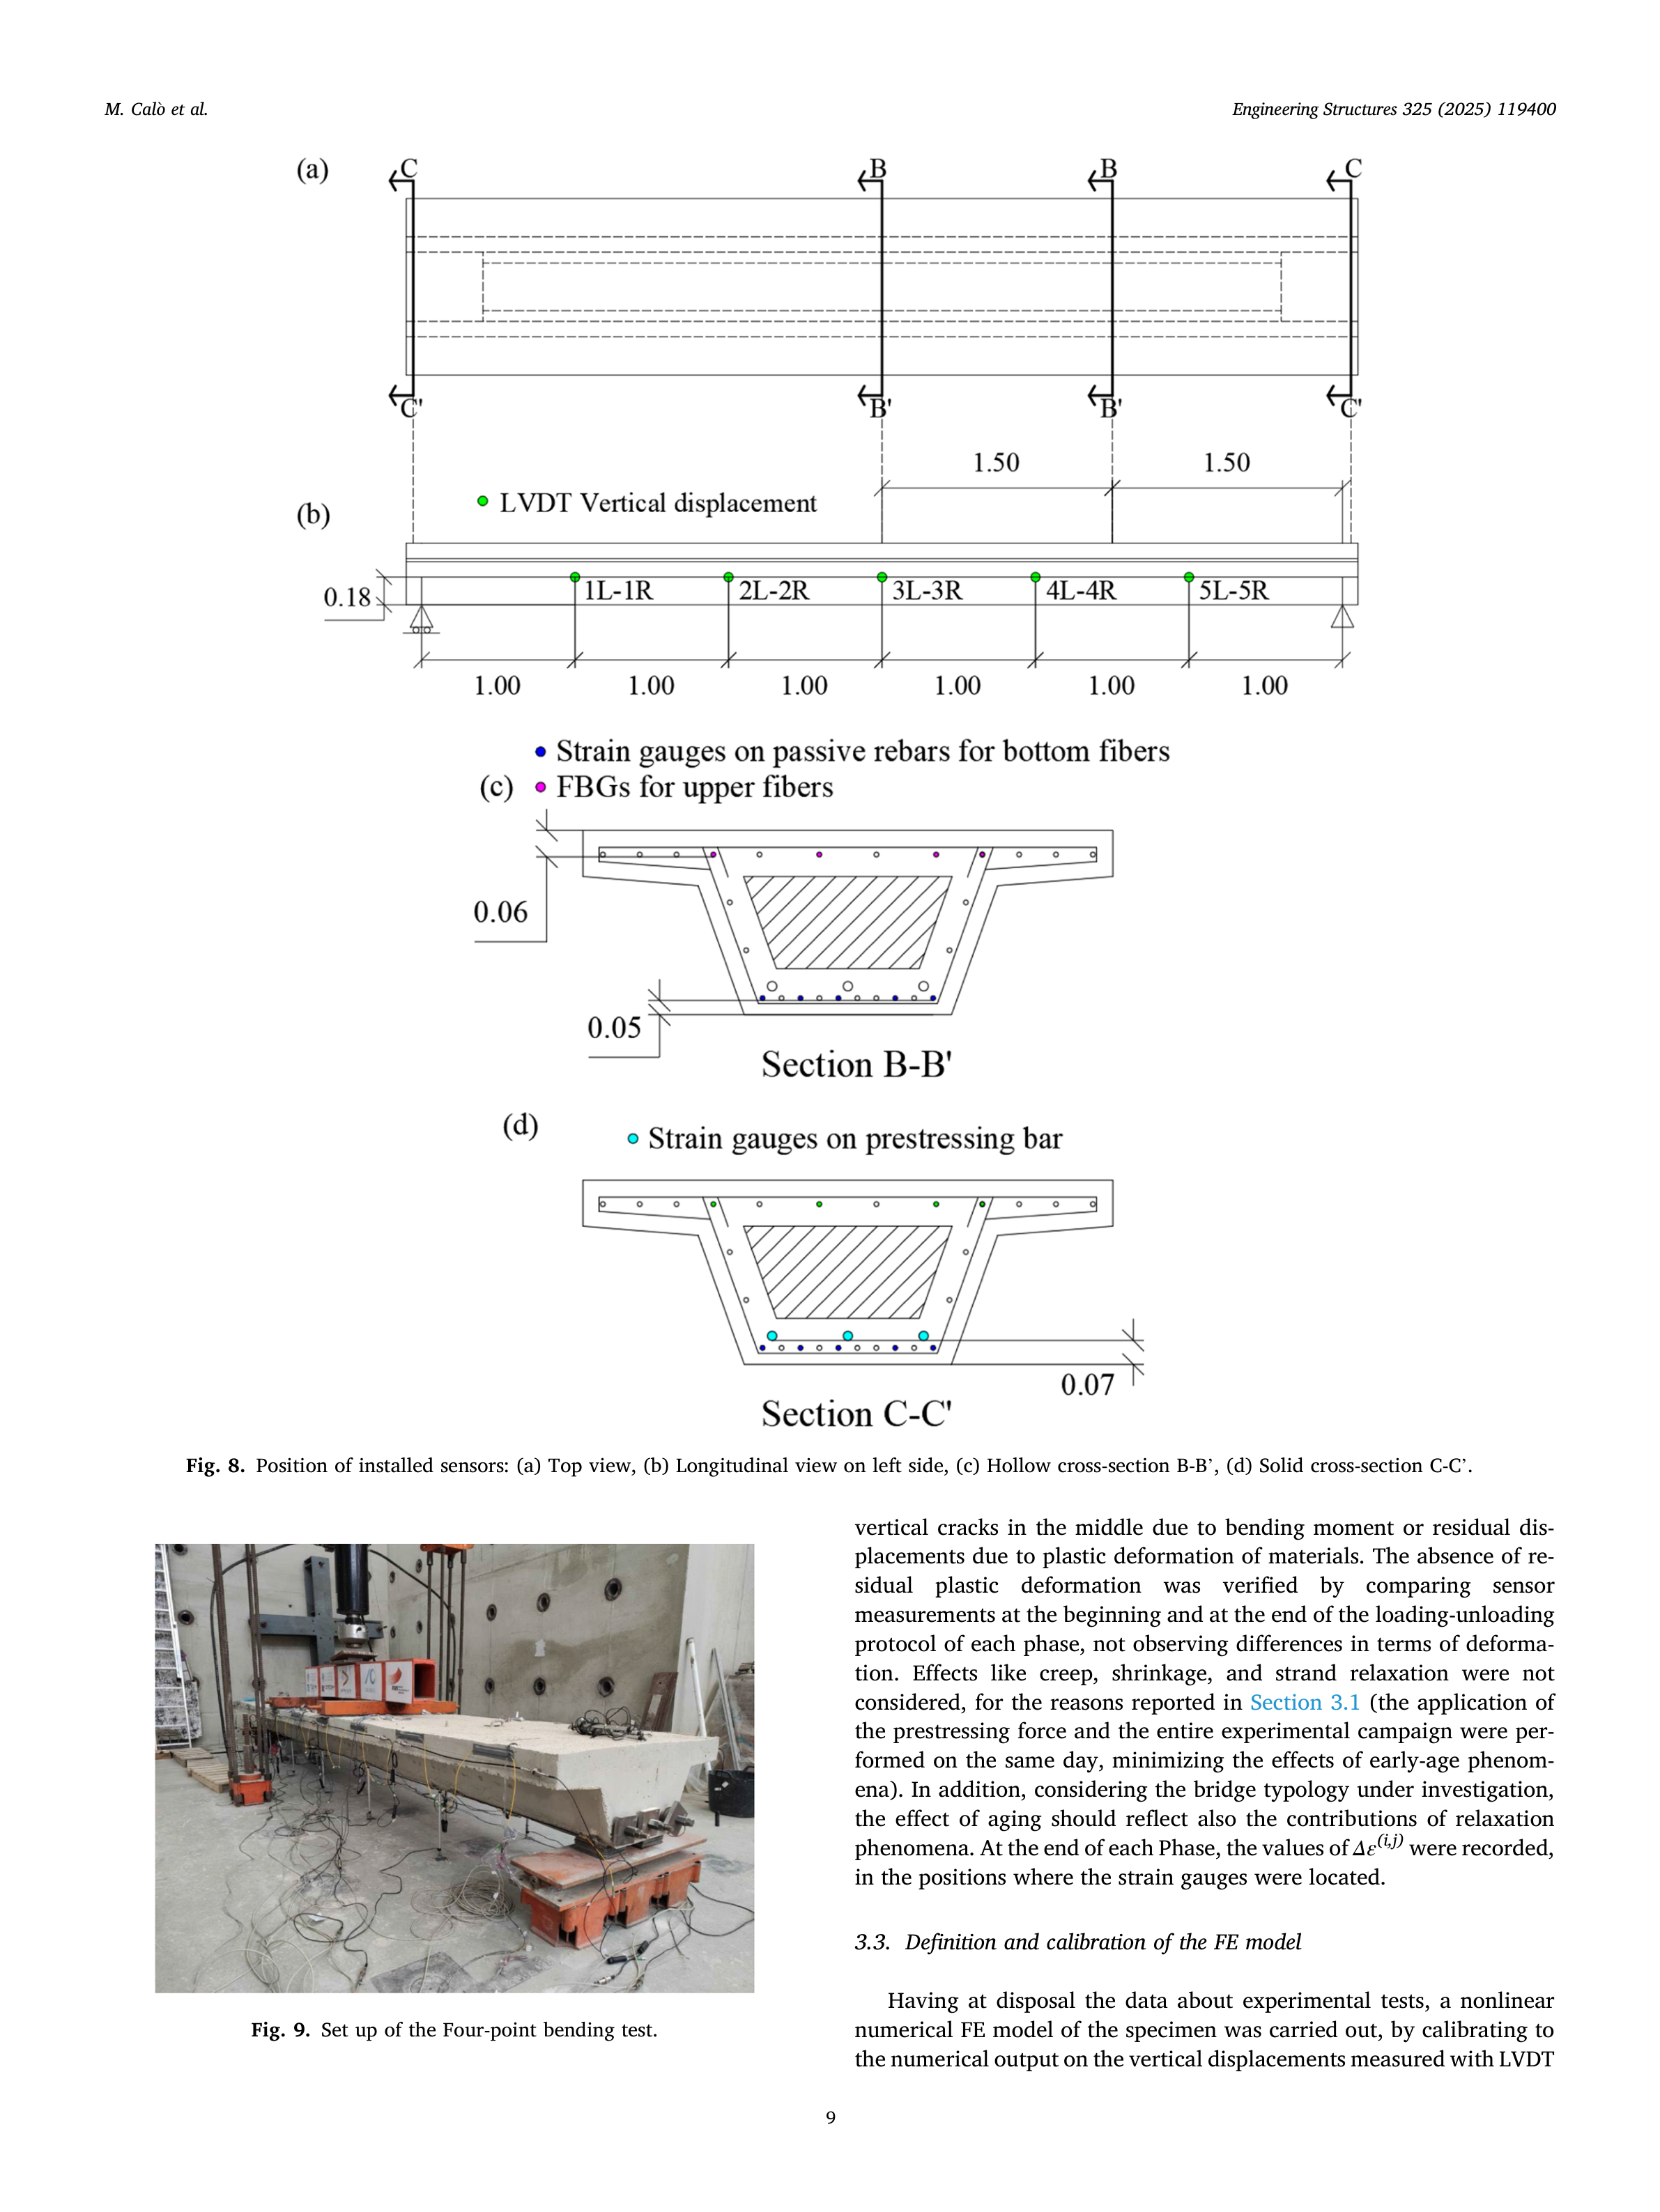 M. Calò et al.
Engineering Structures 325 (2025) 119400
(a)
C
B
B
C
C'
B'
B'
C'
1.50
1.50
LVDT Vertical displacement
(b)
0.18
1L-1R
2L-2R
3L-3R
4L-4R
5L-5R
1.00
1.00
1.00
1.00
1.00
1.00
Strain gauges on passive rebars for bottom fibers
(c)
FBGs for upper fibers
0.06
0.05
Section B-B'
(d)
Strain gauges on prestressing bar
0.07
Section C-C'
Fig. 8. Position of installed sensors: (a) Top view, (b) Longitudinal view on left side, (c) Hollow cross-section B-B’, (d) Solid cross-section C-C’.
Fig. 9. Set up of the Four-point bending test.
vertical cracks in the middle due to bending moment or residual dis-
placements due to plastic deformation of materials. The absence of re-
sidual plastic deformation was verified by comparing sensor
measurements at the beginning and at the end of the loading-unloading
protocol of each phase, not observing differences in terms of deforma-
tion. Effects like creep, shrinkage, and strand relaxation were not
considered, for the reasons reported in Section 3.1 (the application of
the prestressing force and the entire experimental campaign were per-
formed on the same day, minimizing the effects of early-age phenom-
ena). In addition, considering the bridge typology under investigation,
the effect of aging should reflect also the contributions of relaxation
phenomena. At the end of each Phase, the values of Δε(i,j) were recorded,
in the positions where the strain gauges were located.
3.3. Definition and calibration of the FE model
Having at disposal the data about experimental tests, a nonlinear
numerical FE model of the specimen was carried out, by calibrating to
the numerical output on the vertical displacements measured with LVDT
9